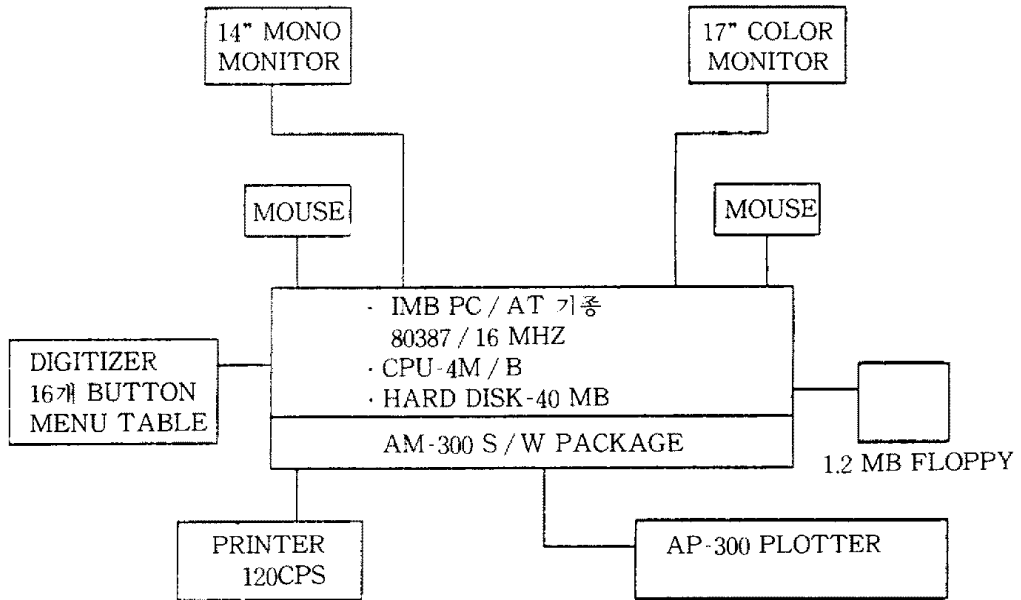 14” MONO
MONITOR
17” COLOR
MONITOR
MOUSE
MOUSE
· IMB PC / AT 기종
80387 / 16 MHZ
· CPU-4M / B
· HARD DISK-40 MB
DIGITIZER
16개 BUTTON
MENU TABLE
AM-300 S / W PACKAGE
1.2 MB FLOPPY
PRINTER
120CPS
AP-300 PLOTTER